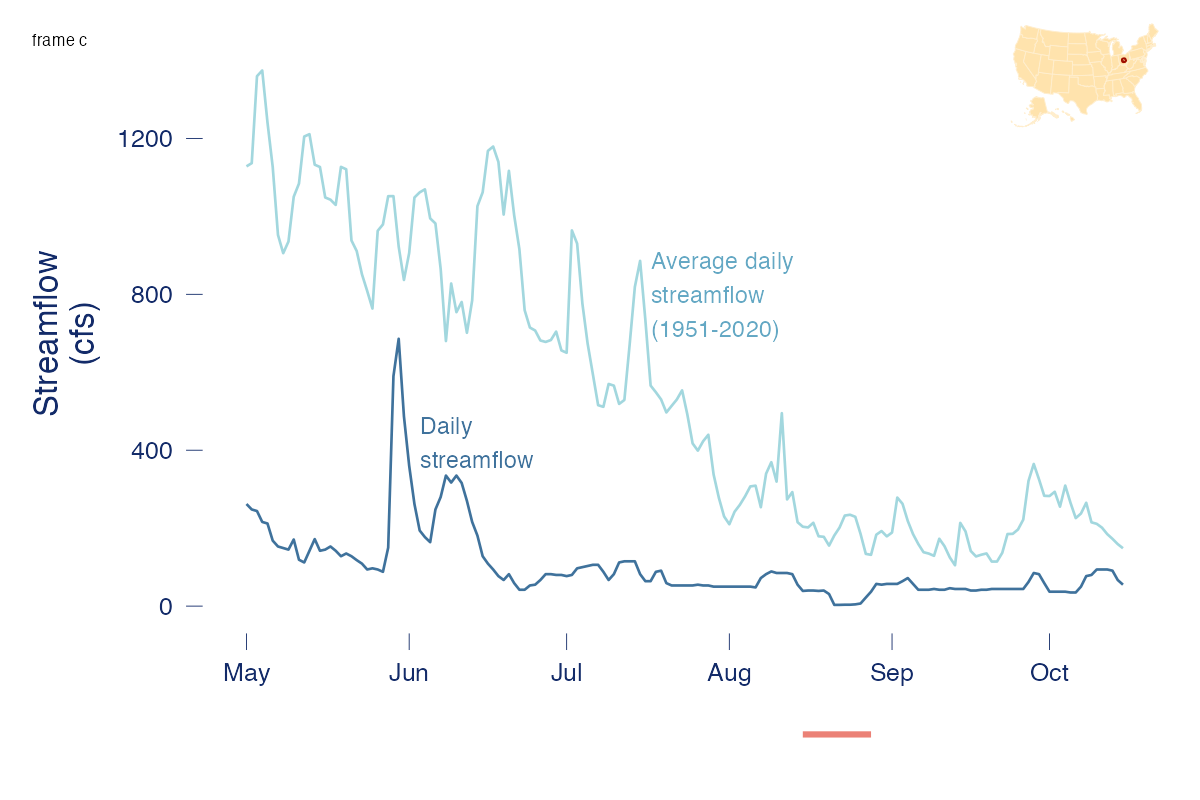 frame c
1200
800
400
0
Streamflow
(cfs)
Average daily
streamflow
(1951-2020)
Daily
streamflow
May
Jun
Jul
Aug
Sep
Oct